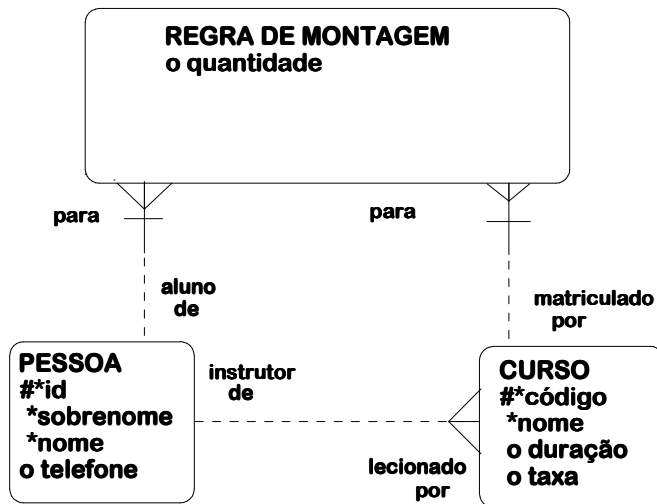 REGRA DE MONTAGEM
o quantidade
para
para
aluno
de
matriculado
por
PESSOA
#*id
*sobrenome
*nome
o telefone
instrutor
de
lecionado
por
CURSO
#*código
*nome
o duração
o taxa